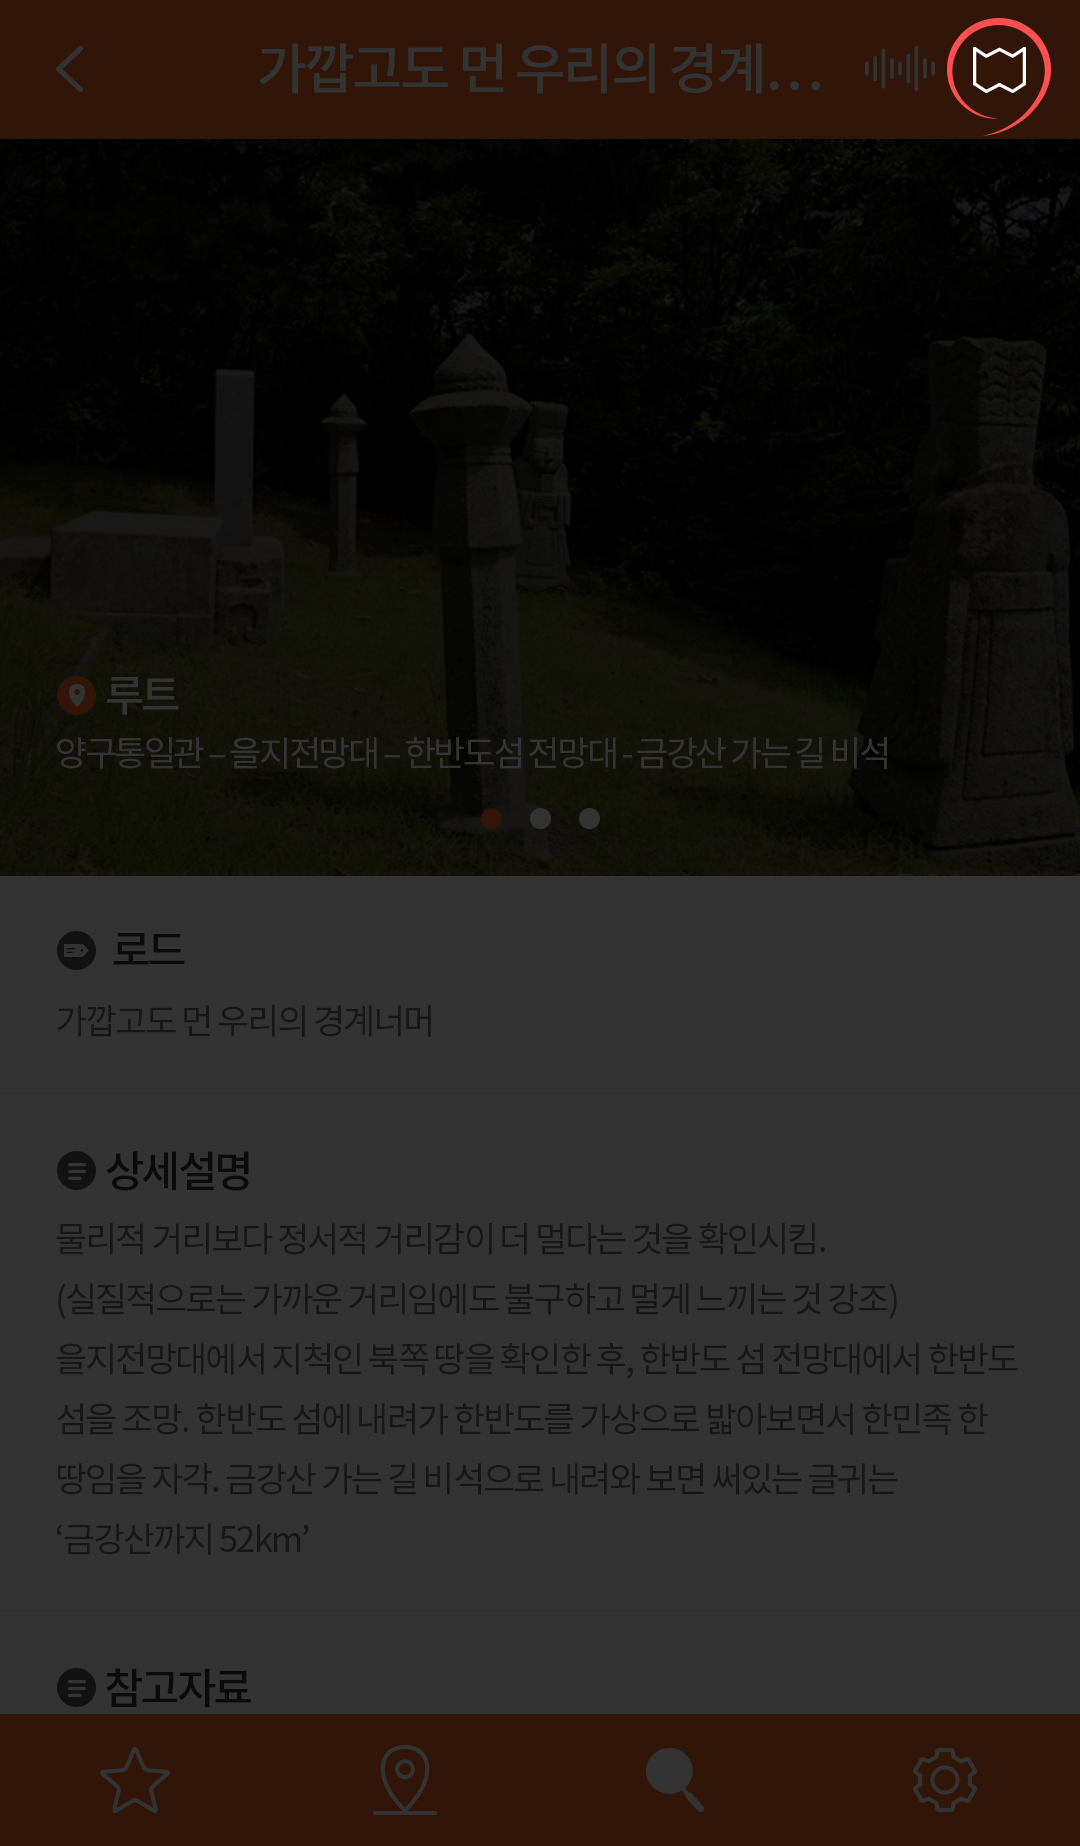 가깝고도 먼 우리의 경계...
루트
양구통일관 – 을지전망대 – 한반도섬 전망대 - 금강산 가는 길 비석
로드
가깝고도 먼 우리의 경계너머
상세설명
물리적 거리보다 정서적 거리감이 더 멀다는 것을 확인시킴.
(실질적으로는 가까운 거리임에도 불구하고 멀게 느끼는 것 강조)
을지전망대에서 지척인 북쪽 땅을 확인한 후, 한반도 섬 전망대에서 한반도
섬을 조망. 한반도 섬에 내려가 한반도를 가상으로 밟아보면서 한민족 한
땅임을 자각. 금강산 가는 길 비석으로 내려와 보면 써있는 글귀는
‘금강산까지 52km’
참고자료